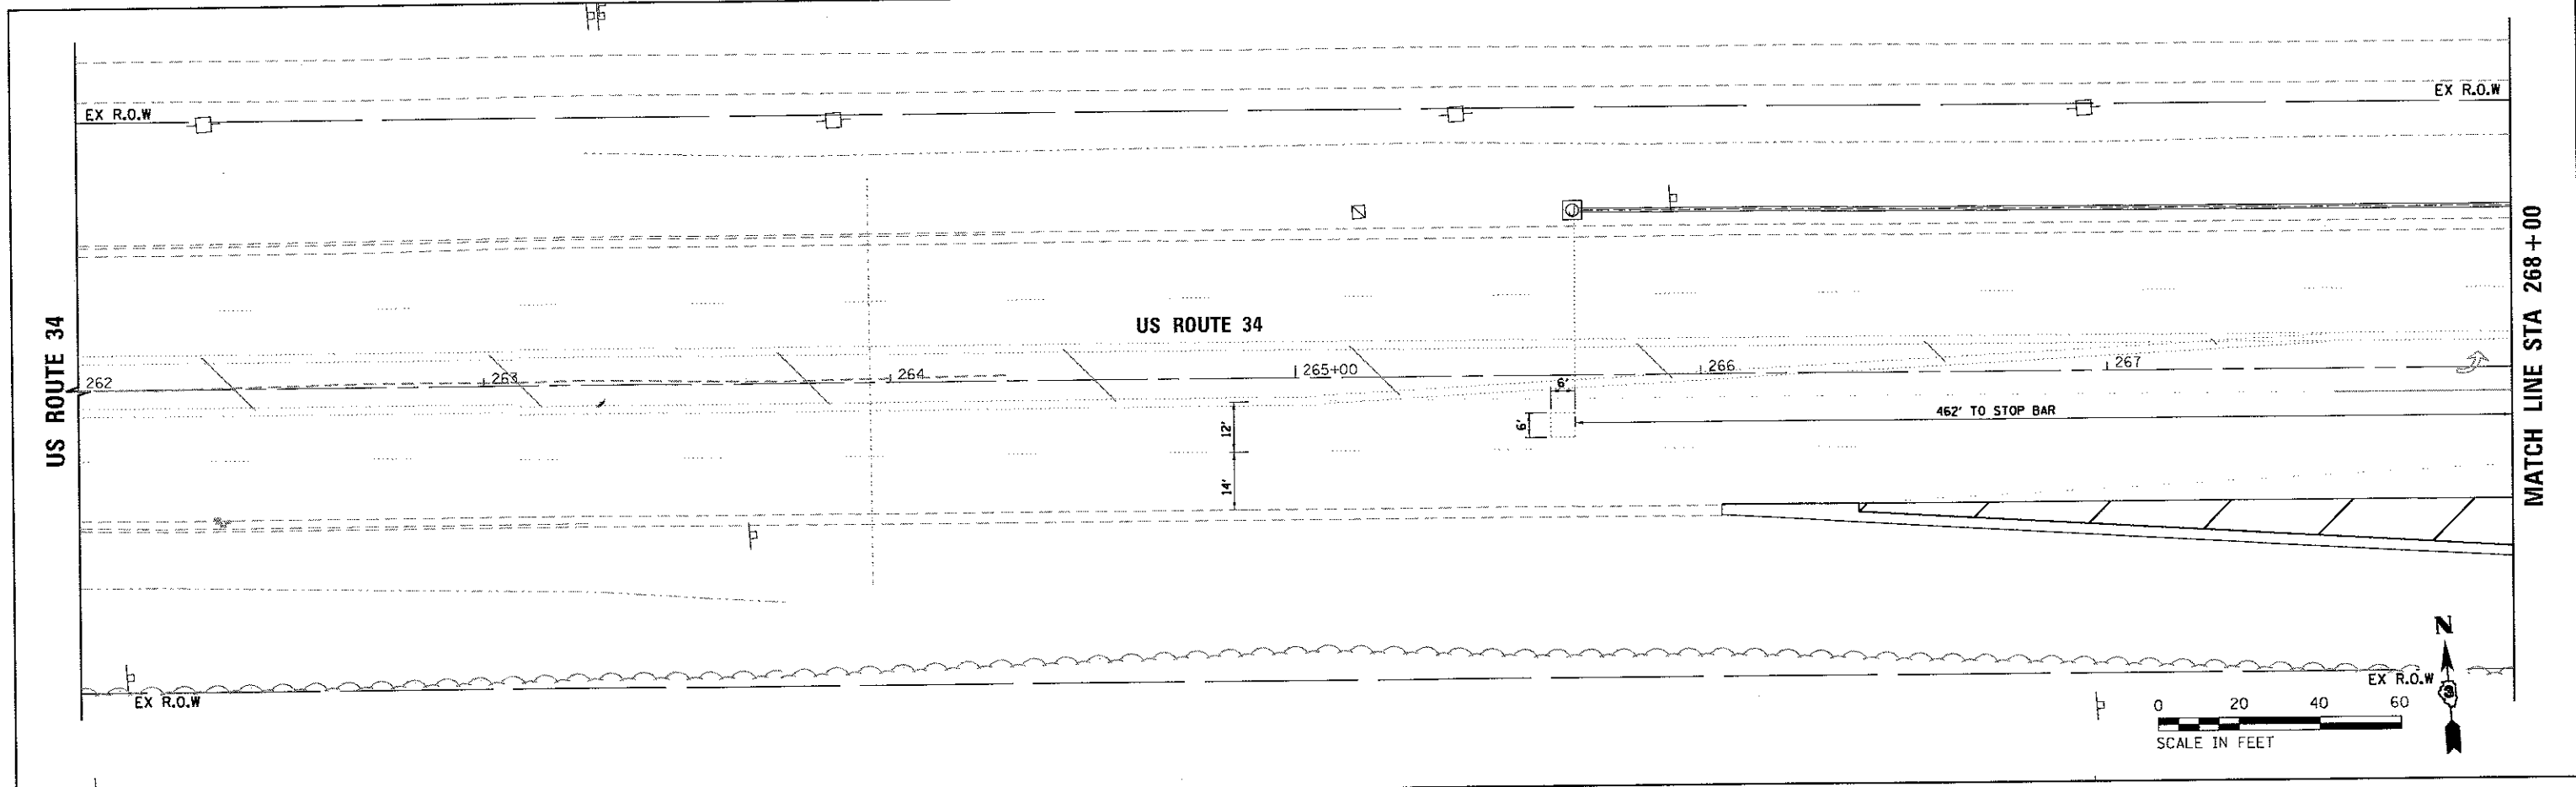 EX R.O.W
EX R.O.W
US ROUTE 34
US ROUTE 34
MATCH LINE STA 268+00
262
263
264
265+00
266
267
6'
6'
462' TO STOP BAR
12'
14'
EX R.O.W
EX R.O.W
N
3
0 20 40 60
SCALE IN FEET